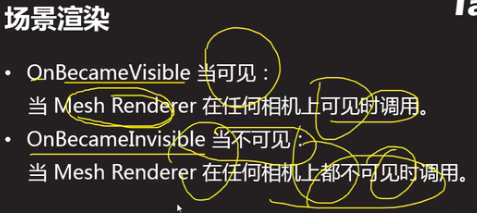 场景渲染
Ta
• OnBecameVisible 当可见：
当 Mesh Renderer 在任何相机上可见时调用。
• OnBecameInvisible 当不可见：
当 Mesh Renderer 在任何相机上都不可见时调用。